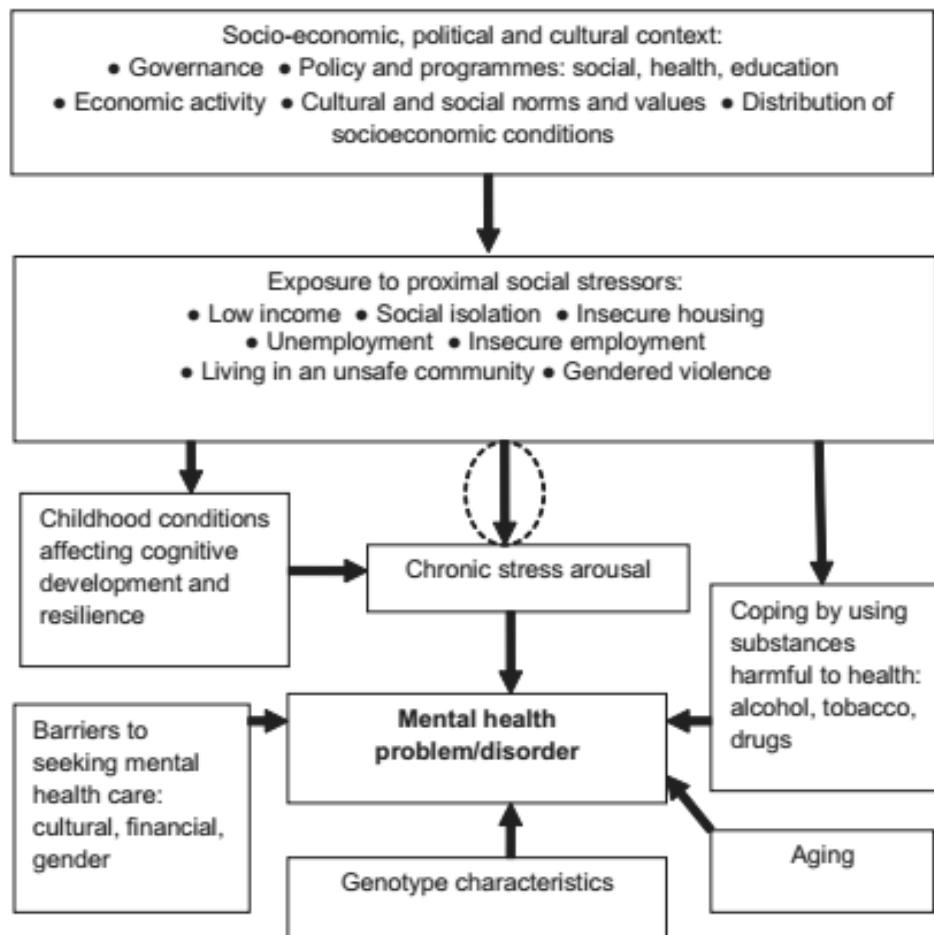 Socio-economic, political and cultural context:
● Governance ● Policy and programmes: social, health, education
● Economic activity ● Cultural and social norms and values ● Distribution of
socioeconomic conditions
Exposure to proximal social stressors:
● Low income ● Social isolation ● Insecure housing
● Unemployment ● Insecure employment
● Living in an unsafe community ● Gendered violence
Childhood conditions
affecting cognitive
development and
resilience
Chronic stress arousal
Coping by using
substances
harmful to health:
alcohol, tobacco,
drugs
Barriers to
seeking mental
health care:
cultural, financial,
gender
Mental health
problem/disorder
Aging
Genotype characteristics